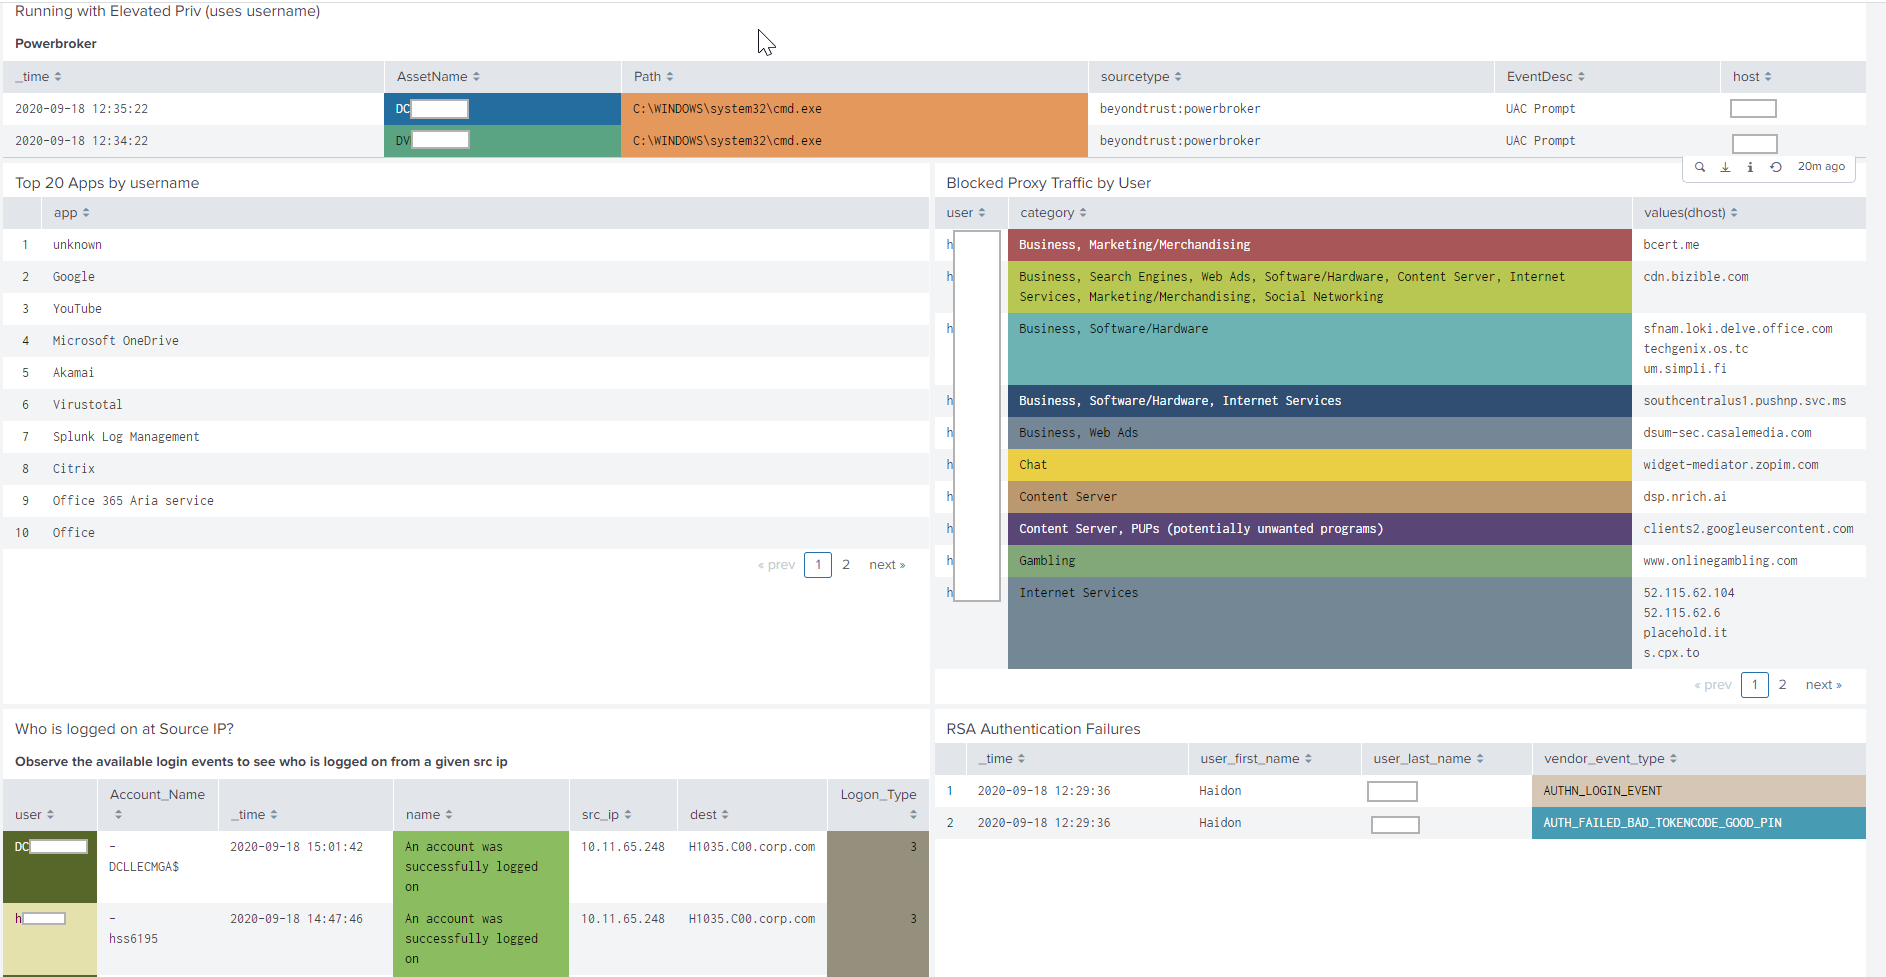 Running with Elevated Priv (uses username)
Powerbroker
_time AssetName Path sourcetype EventDesc host
2020-09-18 12:35:22 DC C:\WINDOWS\system32\cmd.exe beyondtrust:powerbroker UAC Prompt
2020-09-18 12:34:22 DV C:\WINDOWS\system32\cmd.exe beyondtrust:powerbroker UAC Prompt
20m ago
Top 20 Apps by username
app
1 unknown
2 Google
3 YouTube
4 Microsoft OneDrive
5 Akamai
6 Virustotal
7 Splunk Log Management
8 Citrix
9 Office 365 Aria service
10 Office
« prev 1 2 next »
Blocked Proxy Traffic by User
user category values(dhost)
h Business, Marketing/Merchandising bcert.me
h Business, Search Engines, Web Ads, Software/Hardware, Content Server, Internet cdn.bizible.com
Services, Marketing/Merchandising, Social Networking
h Business, Software/Hardware sfnam.loki.delve.office.com
techgenix.os.tc
um.simpli.fi
h Business, Software/Hardware, Internet Services southcentralus1.pushnp.svc.ms
h Business, Web Ads dsum-sec.casalemedia.com
h Chat widget-mediator.zopim.com
h Content Server dsp.nrich.ai
h Content Server, PUPs (potentially unwanted programs) clients2.googleusercontent.com
h Gambling www.onlinegambling.com
h Internet Services 52.115.62.104
52.115.62.6
placehold.it
s.cpx.to
« prev 1 2 next »
Who is logged on at Source IP?
Observe the available login events to see who is logged on from a given src ip
user Account_Name _time name src_ip dest Logon_Type
DC - 2020-09-18 15:01:42 An account was 10.11.65.248 H1035.C00.corp.com 3
DCLLECMGA$ successfully logged
on
h - 2020-09-18 14:47:46 An account was 10.11.65.248 H1035.C00.corp.com 3
hss6195 successfully logged
on
RSA Authentication Failures
_time user_first_name user_last_name vendor_event_type
1 2020-09-18 12:29:36 Haidon AUTHN_LOGIN_EVENT
2 2020-09-18 12:29:36 Haidon AUTH_FAILED_BAD_TOKENCODE_GOOD_PIN